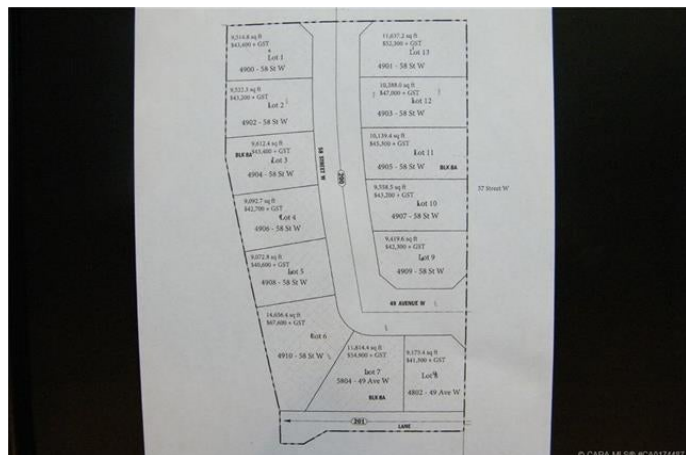 9,514.8 sq ft
$43,400 + GST
Lot 1
4900 - 58 St W
9,522.3 sq ft
$43,200 + GST
Lot 2
4902 - 58 St W
9,612.4 sq ft
$43,400 + GST
BLK 8A
Lot 3
4904 - 58 St W
9,092.7 sq ft
$42,700 + GST
Lot 4
4906 - 58 St W
9,072.8 sq ft
$40,600 + GST
Lot 5
4908 - 58 St W
14,636.4 sq ft
$67,600 + GST
Lot 6
4910 - 58 St W
58 STREET W
11,637.2 sq ft
$52,300 + GST
Lot 13
4901 - 58 St W
10,388.0 sq ft
$47,000 + GST
Lot 12
4903 - 58 St W
10,139.4 sq ft
$45,300 + GST
Lot 11
4905 - 58 St W
BLK 8A
9,558.5 sq ft
$43,200 + GST
Lot 10
4907 - 58 St W
9,419.6 sq ft
$42,300 + GST
Lot 9
4909 - 58 St W
57 Street W
49 AVENUE W
11,614.4 sq ft
$54,900 + GST
Lot 7
5804 - 49 Ave W
BLK 8A
9,175.4 sq ft
$41,300 + GST
Lot 8
4802 - 49 Ave W
201
LANE